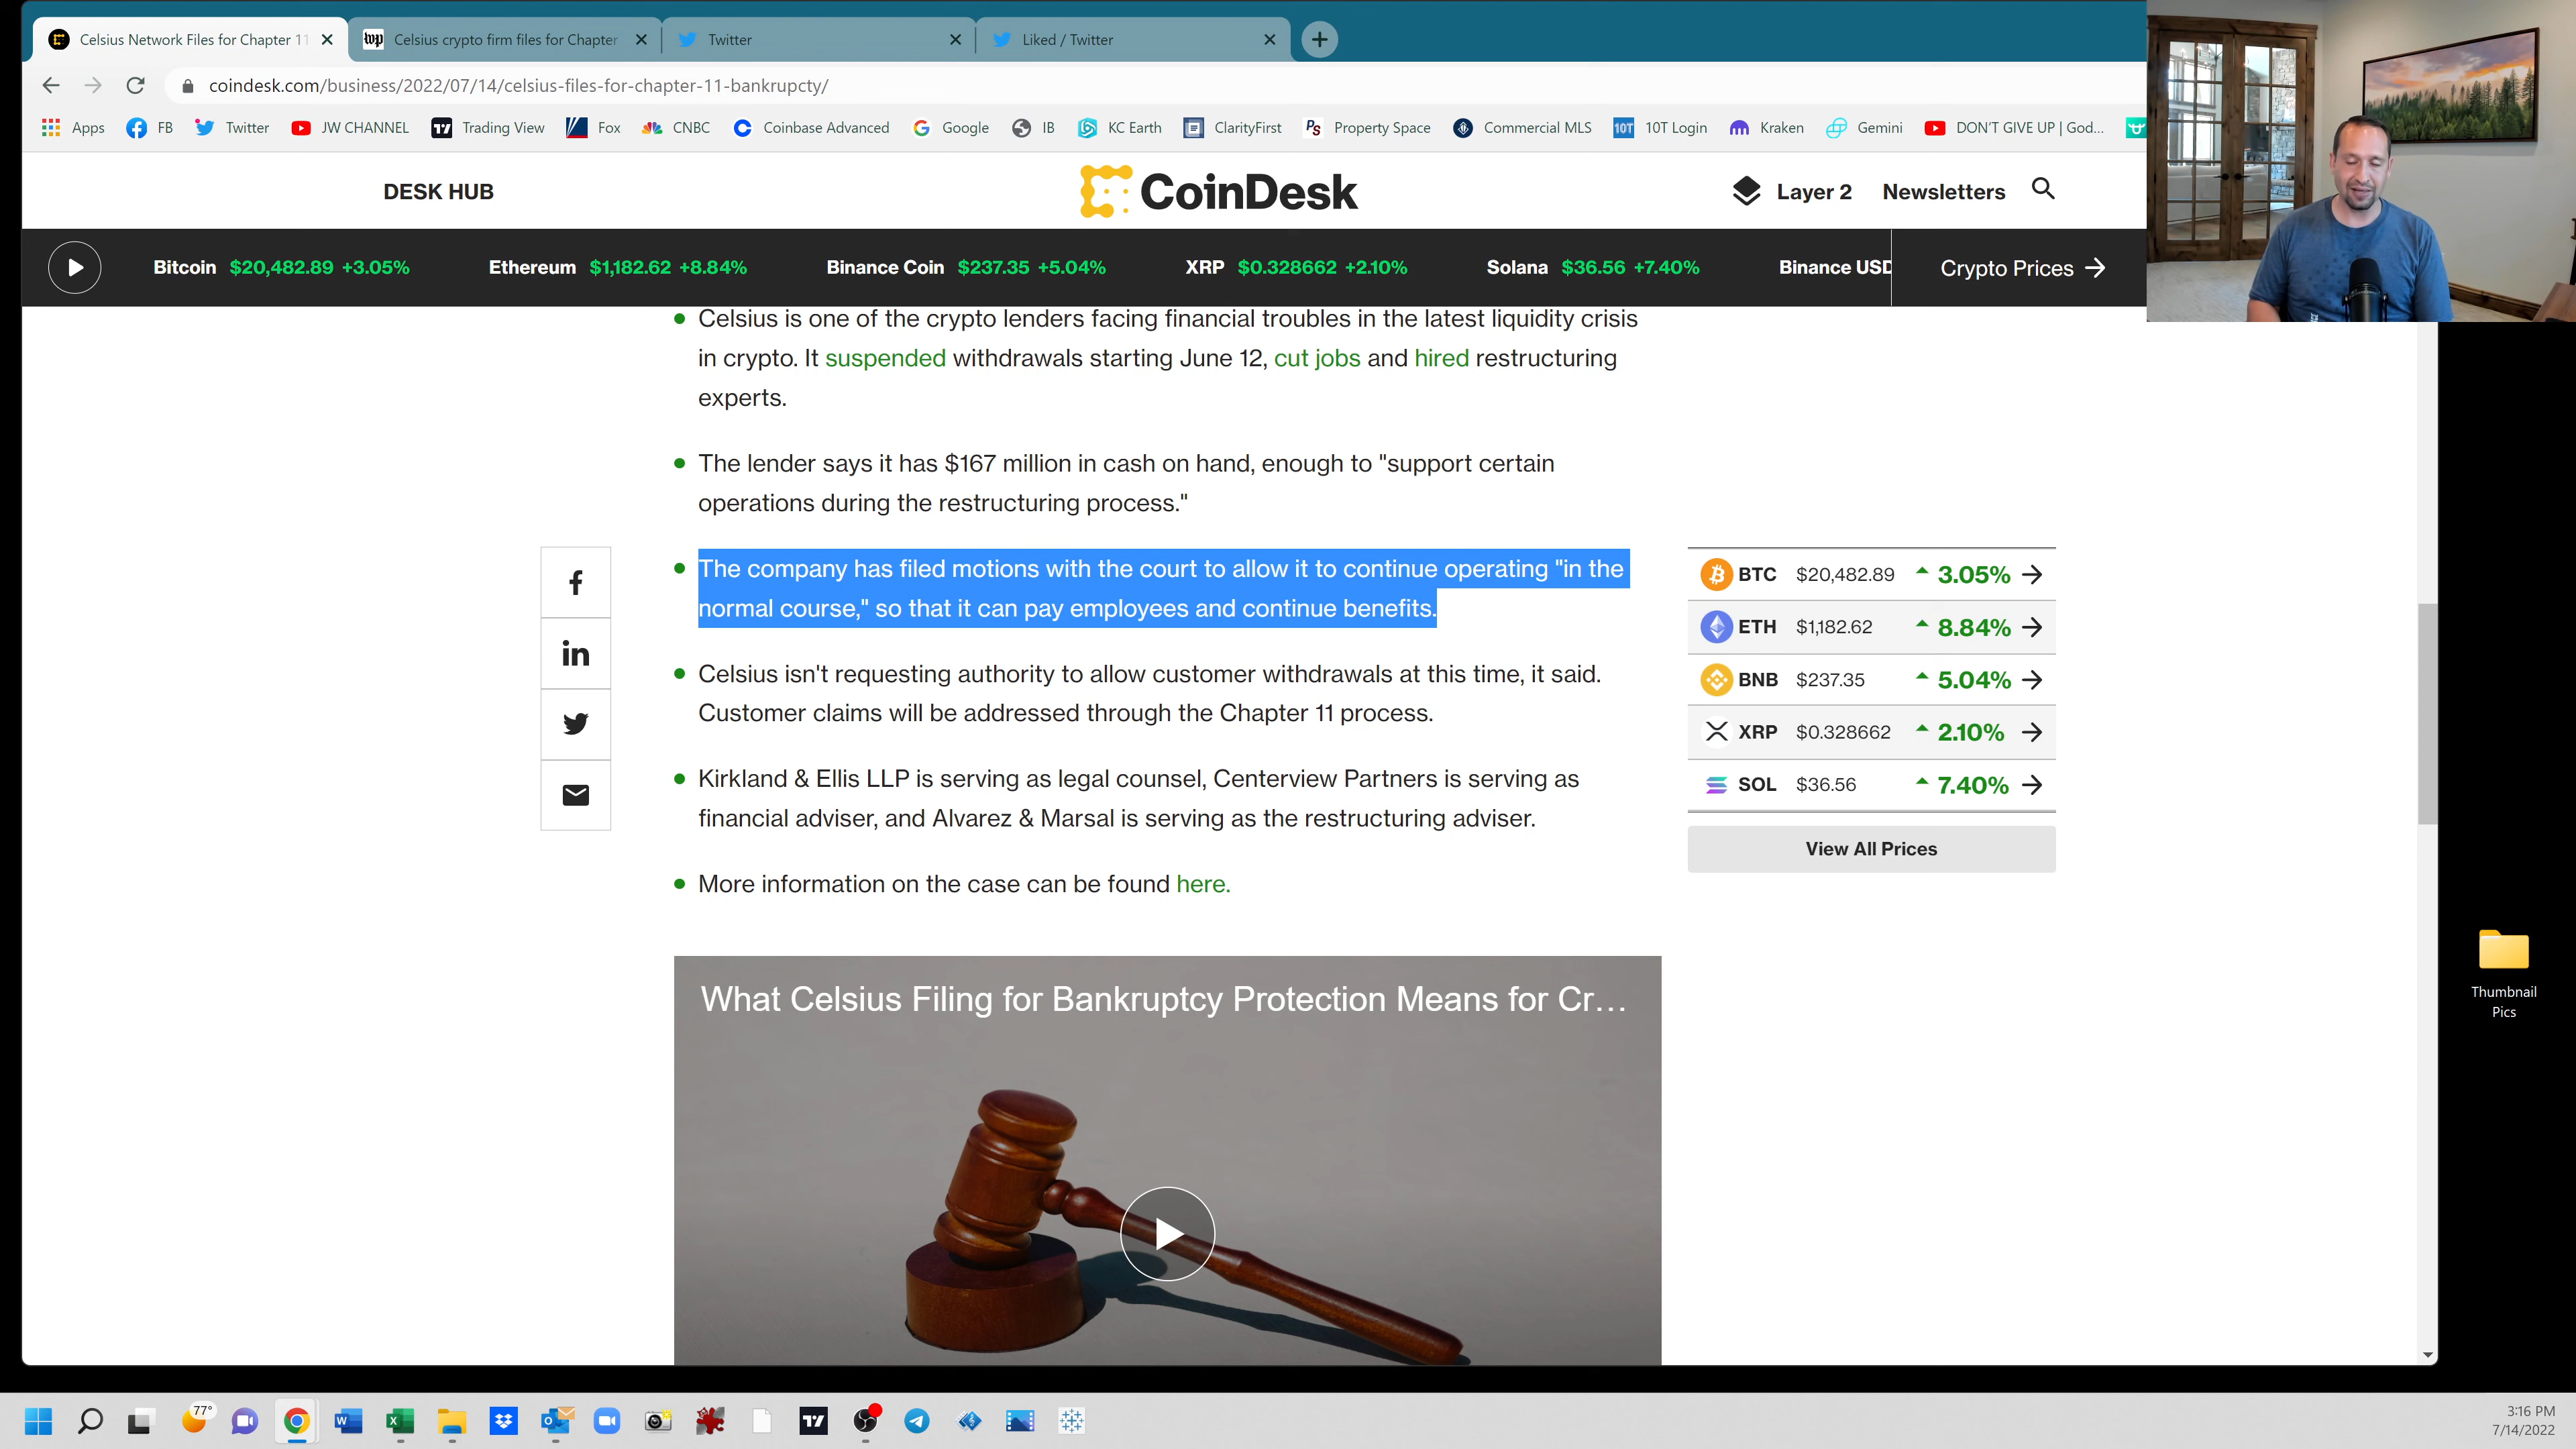 Celsius Network Files for Chapter 11
Celsius crypto firm files for Chapter
Twitter
Liked / Twitter
coindesk.com/business/2022/07/14/celsius-files-for-chapter-11-bankrupcty/
Apps
FB
Twitter
JW CHANNEL
Trading View
Fox
CNBC
Coinbase Advanced
Google
IB
KC Earth
ClarityFirst
Property Space
Commercial MLS
10T Login
Kraken
Gemini
DON'T GIVE UP | God...
DESK HUB
CoinDesk
Layer 2
Newsletters
Bitcoin $20,482.89 +3.05%
Ethereum $1,182.62 +8.84%
Binance Coin $237.35 +5.04%
XRP $0.328662 +2.10%
Solana $36.56 +7.40%
Binance USD
Crypto Prices
Celsius is one of the crypto lenders facing financial troubles in the latest liquidity crisis
in crypto. It suspended withdrawals starting June 12, cut jobs and hired restructuring
experts.
The lender says it has $167 million in cash on hand, enough to "support certain
operations during the restructuring process."
The company has filed motions with the court to allow it to continue operating "in the
normal course," so that it can pay employees and continue benefits.
Celsius isn't requesting authority to allow customer withdrawals at this time, it said.
Customer claims will be addressed through the Chapter 11 process.
Kirkland & Ellis LLP is serving as legal counsel, Centerview Partners is serving as
financial adviser, and Alvarez & Marsal is serving as the restructuring adviser.
More information on the case can be found here.
BTC $20,482.89 3.05%
ETH $1,182.62 8.84%
BNB $237.35 5.04%
XRP $0.328662 2.10%
SOL $36.56 7.40%
View All Prices
What Celsius Filing for Bankruptcy Protection Means for Cr...
Thumbnail
Pics
77°
3:16 PM
7/14/2022